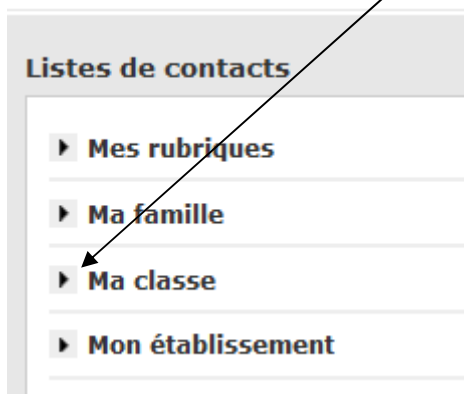 Listes de contacts
Mes rubriques
Ma famille
Ma classe
Mon établissement